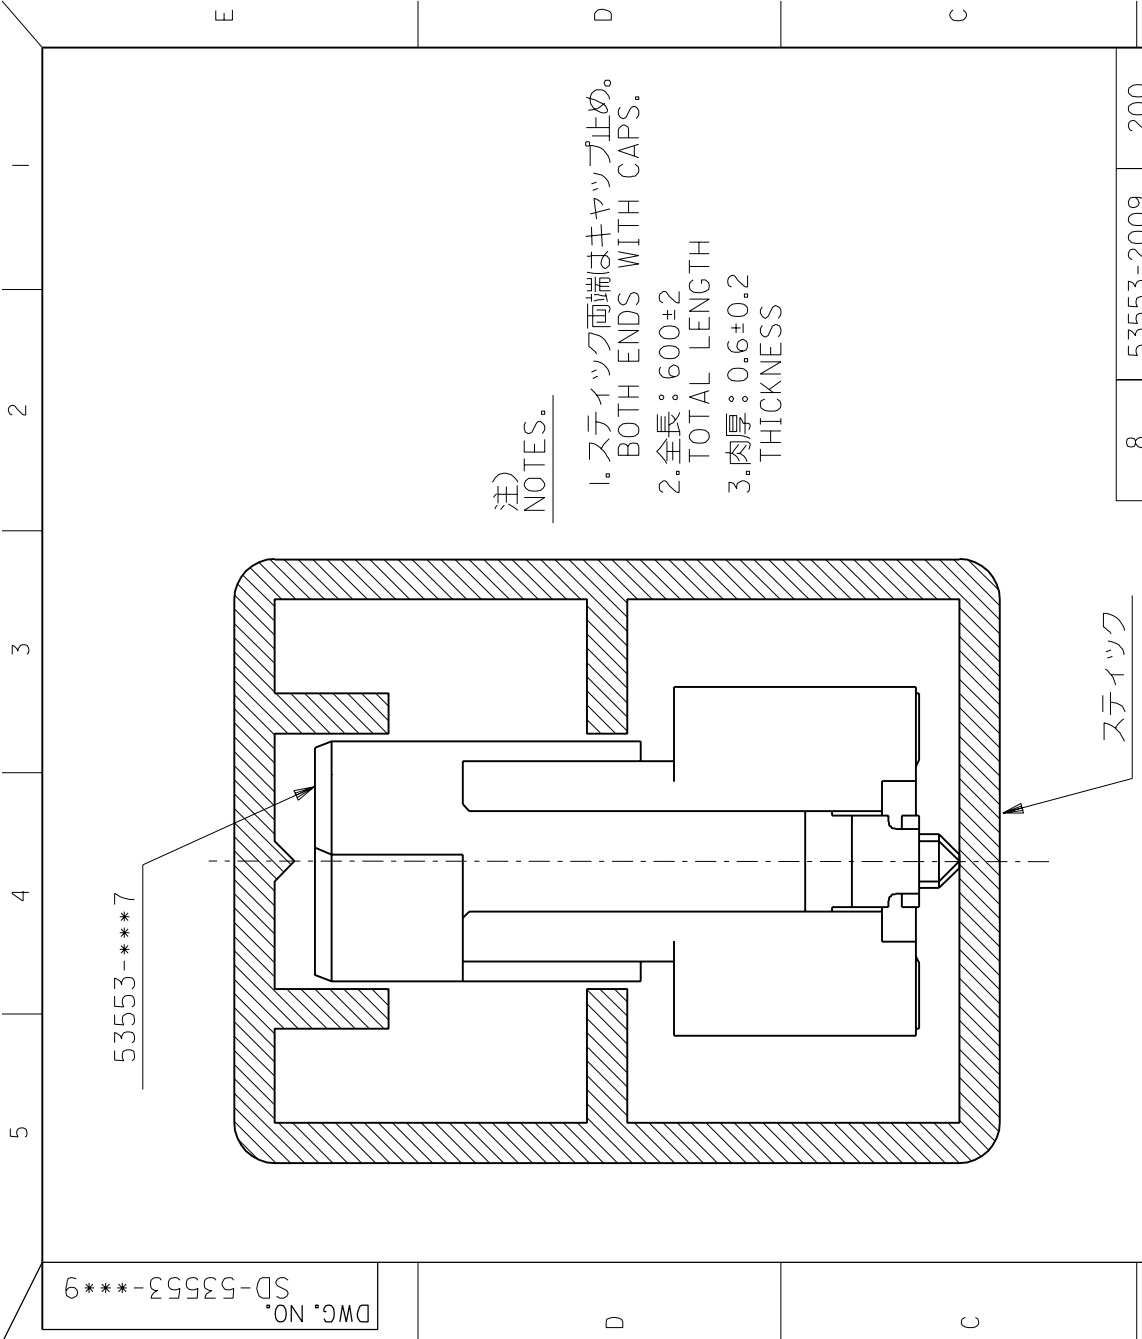 E
D
C
1
2
3
4
5
注)
NOTES.
1. スティック両端はキャップ止め。
BOTH ENDS WITH CAPS.
2. 全長：600±2
TOTAL LENGTH
3. 肉厚：0.6±0.2
THICKNESS
8 53553-2009 200
53553-***7
スティック
DWG. NO.
SD-53553-***9
D
C